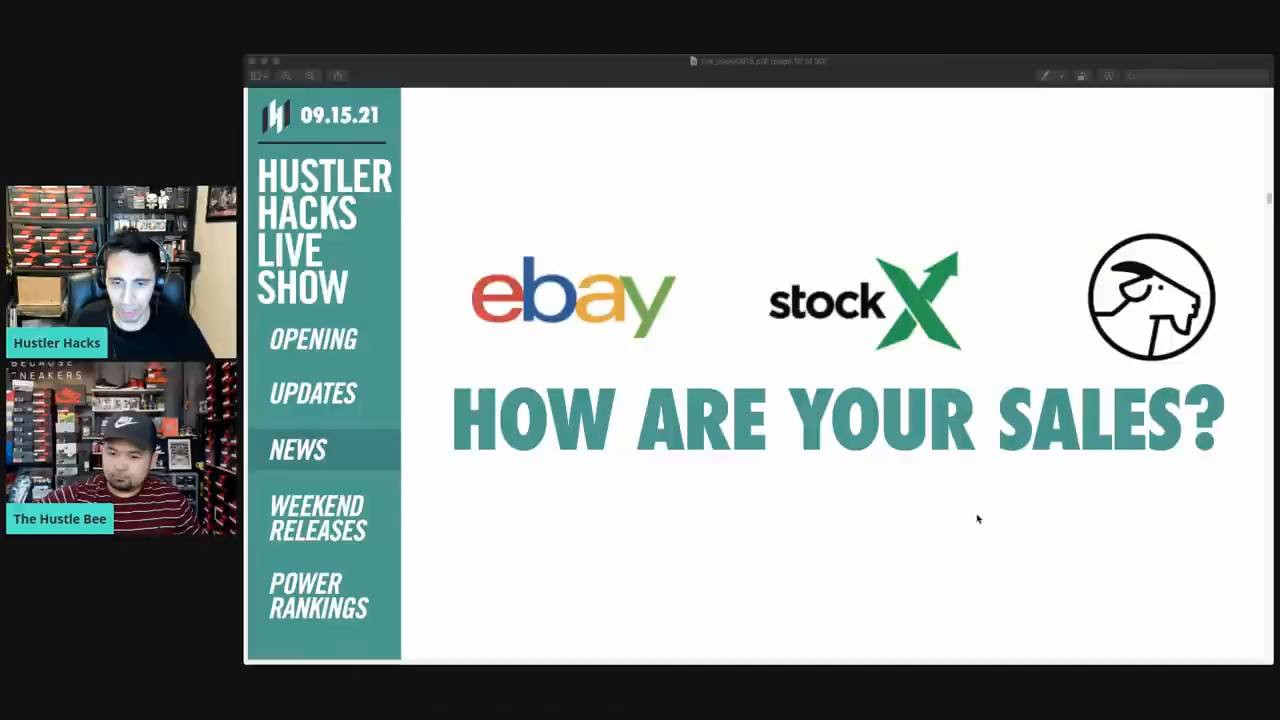 09.15.21
HUSTLER
HACKS
LIVE
SHOW
OPENING
UPDATES
NEWS
WEEKEND
RELEASES
POWER
RANKINGS
ebay
stockX
HOW ARE YOUR SALES?
Hustler Hacks
SNEAKERS
The Hustle Bee